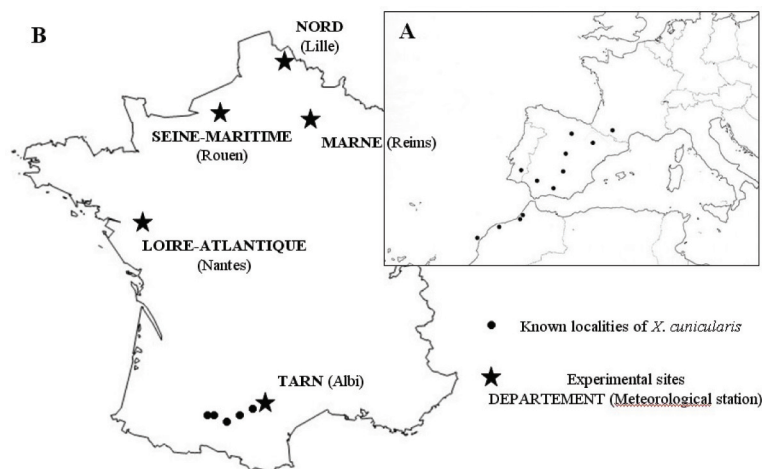 B
NORD
(Lille)
A
SEINE-MARITIME
(Rouen)
MARNE (Reims)
LOIRE-ATLANTIQUE
(Nantes)
Known localities of X. cunicularis
TARN (Albi)
Experimental sites
DEPARTEMENT (Meteorological station)